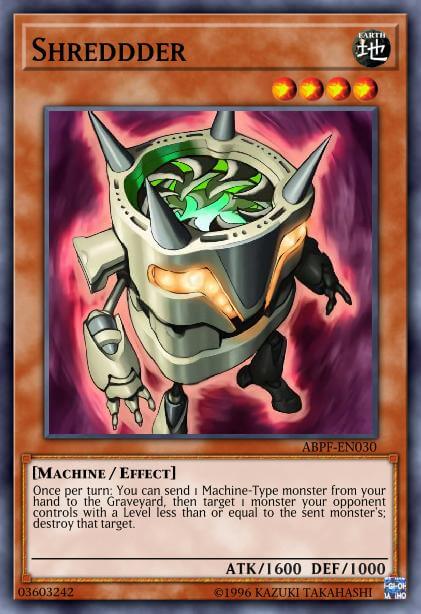 Shreddder
EARTH
地
ABPF-EN030
[Machine / Effect]
Once per turn: You can send 1 Machine-Type monster from your
hand to the Graveyard, then target 1 monster your opponent
controls with a Level less than or equal to the sent monster's;
destroy that target.
ATK/1600 DEF/1000
03603242
©1996 KAZUKI TAKAHASHI